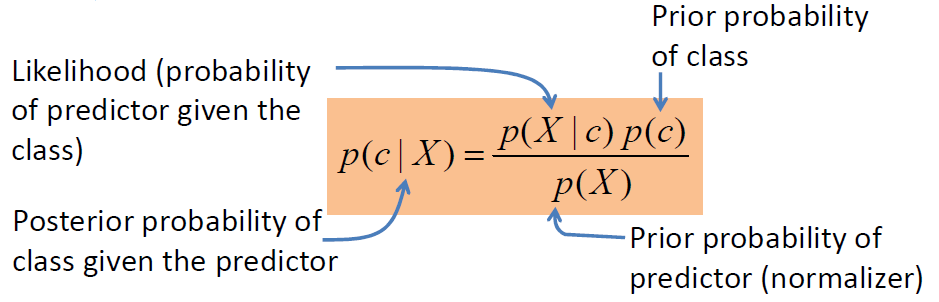 Prior probability
of class
Likelihood (probability
of predictor given the
class)
p(c | X) = p(X | c) p(c) / p(X)
Posterior probability of
class given the predictor
Prior probability of
predictor (normalizer)